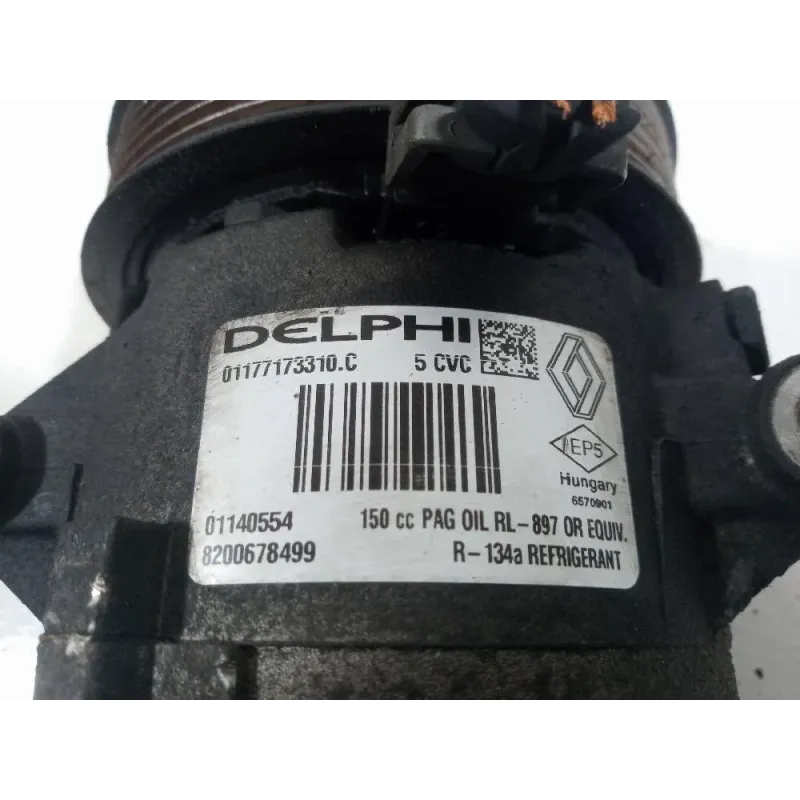 DELPHI
01177173310.C 5 CVC
EP5
Hungary
6570901
01140554 150 cc PAG OIL RL-897 OR EQUIV.
8200678499 R-134a REFRIGERANT